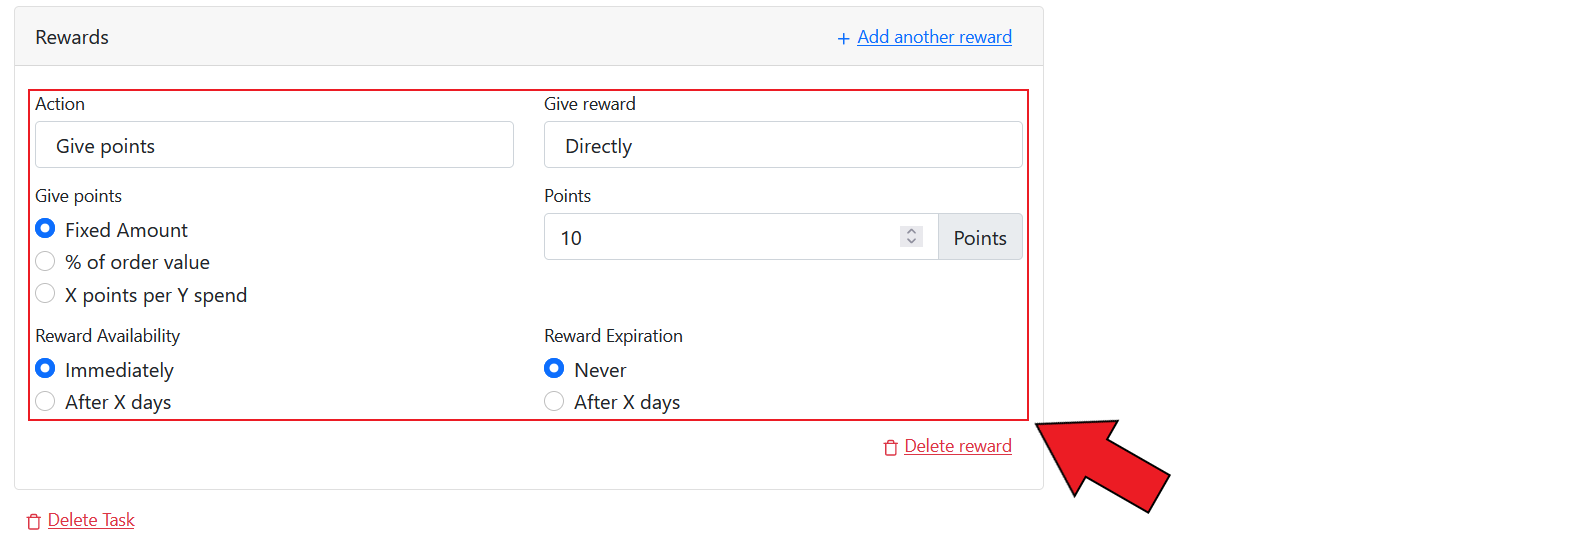 Rewards
+ Add another reward
Action
Give reward
Give points
Directly
Give points
Points
Fixed Amount
10
Points
% of order value
X points per Y spend
Reward Availability
Reward Expiration
Immediately
Never
After X days
After X days
Delete reward
Delete Task